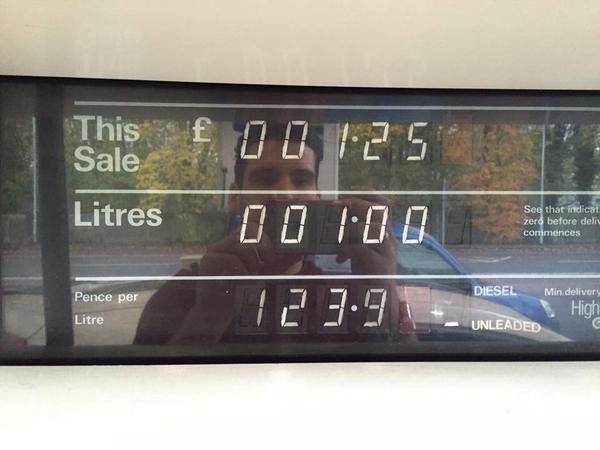 This £ 001.25
Sale
Litres 001.00
See that indicat
zero before deliv
commences
Pence per
Litre
123.9
DIESEL
UNLEADED
Min.delivery
High